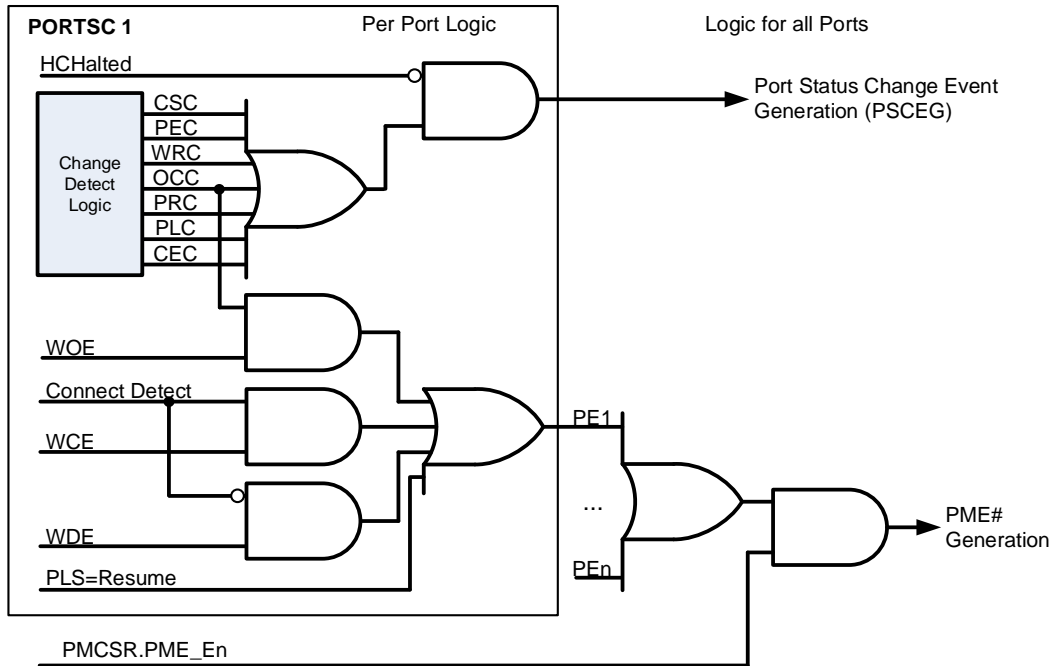 PORTSC 1
Per Port Logic
Logic for all Ports
HCHalted
Port Status Change Event
Generation (PSCEG)
Change
Detect
Logic
CSC
PEC
WRC
OCC
PRC
PLC
CEC
WOE
Connect Detect
WCE
WDE
PLS=Resume
PE1
...
PEn
PME#
Generation
PMCSR.PME_En